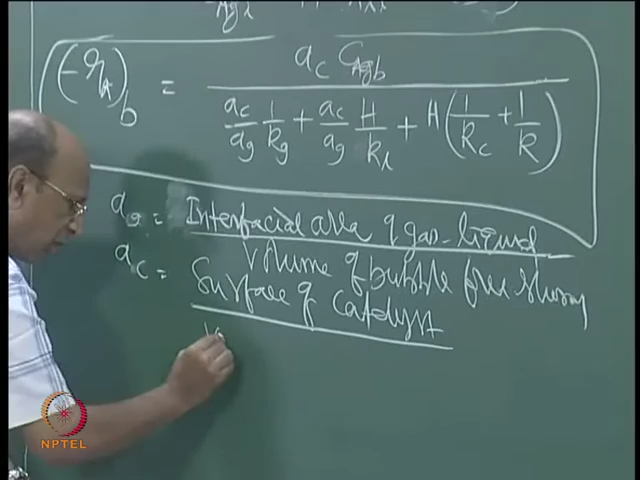 (-r_A)_b = a_c C_Agb / (a_c/a_g 1/k_g + a_c/a_g H/k_l + H(1/k_c + 1/k))
a_g = Interfacial area of gas-liquid
Volume of bubble free slurry
a_c = Surface of catalyst
NPTEL